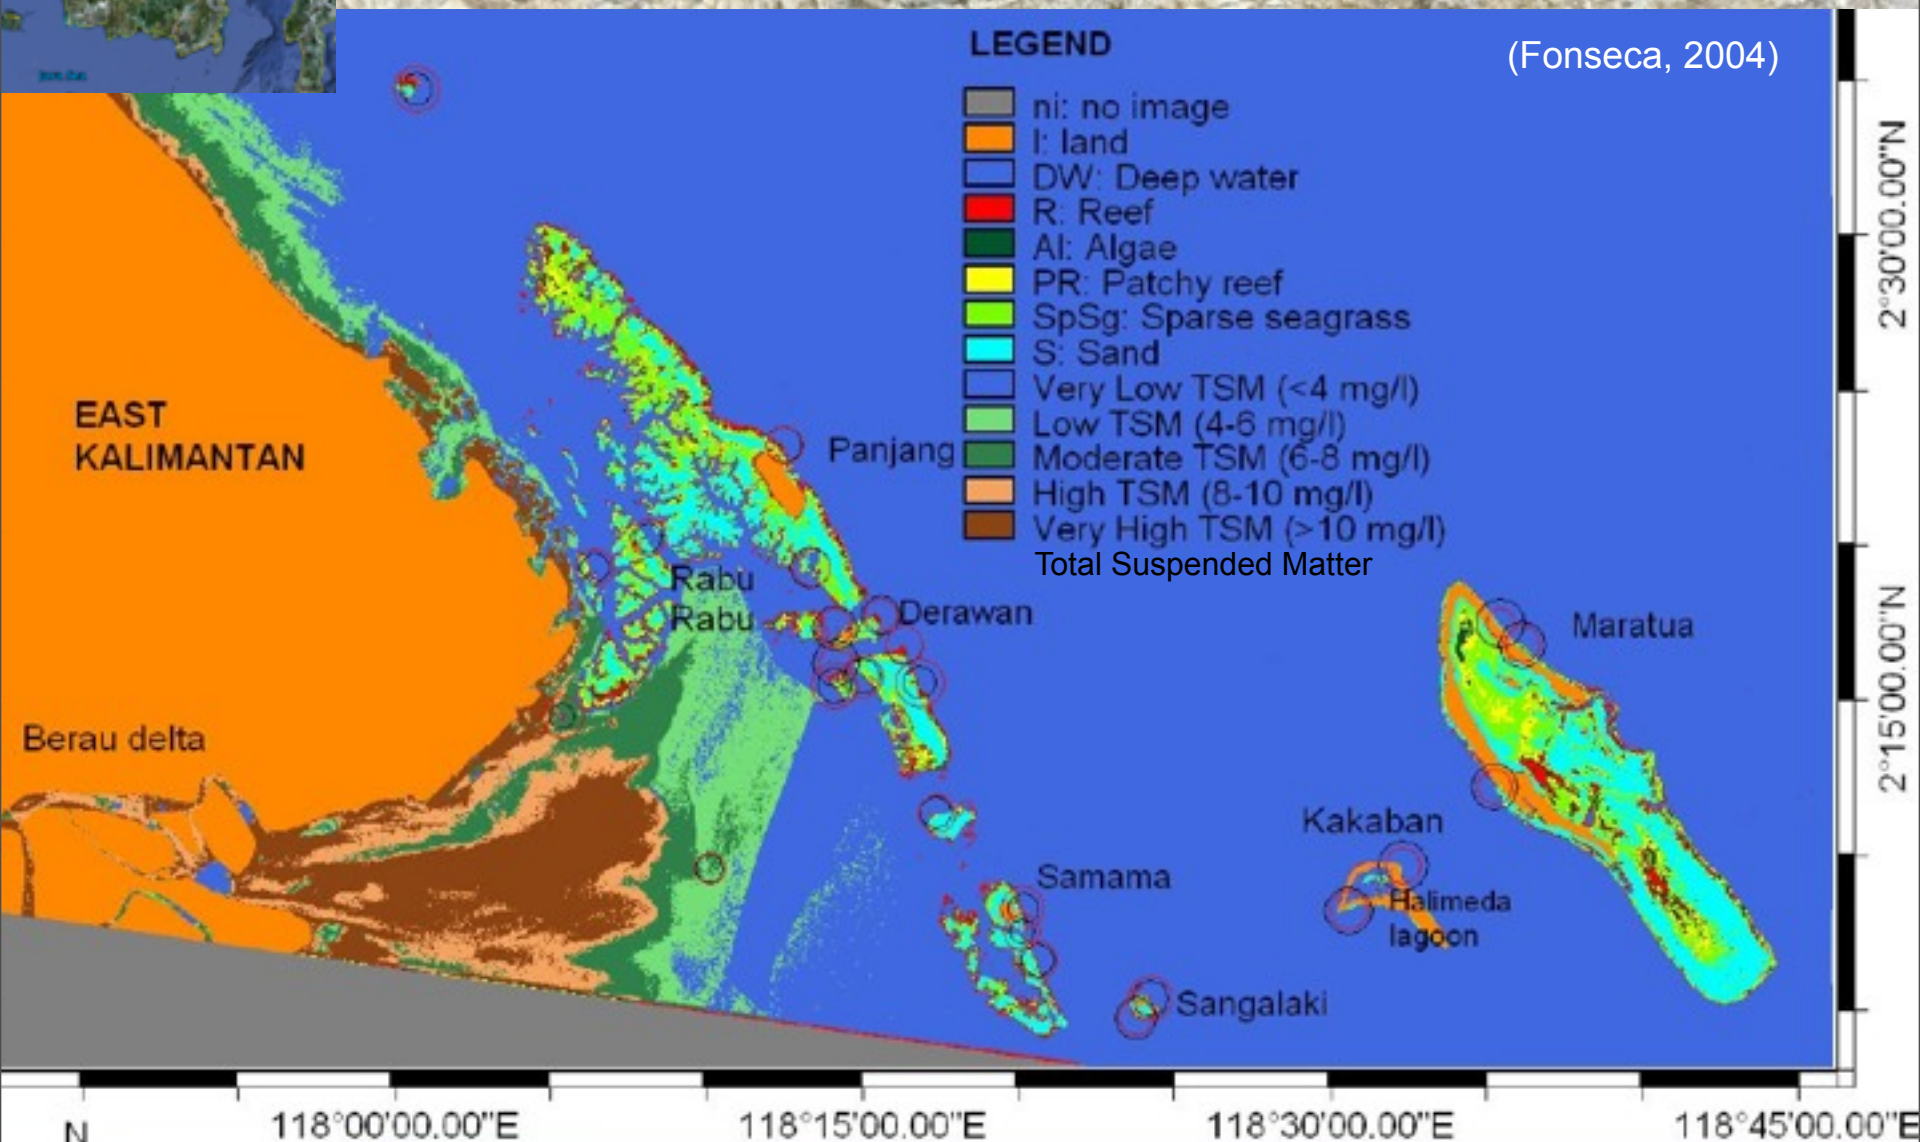 Java Sea
(Fonseca, 2004)
LEGEND
ni: no image
l: land
DW: Deep water
R: Reef
Al: Algae
PR: Patchy reef
SpSg: Sparse seagrass
S: Sand
Very Low TSM (<4 mg/l)
Low TSM (4-6 mg/l)
Moderate TSM (6-8 mg/l)
High TSM (8-10 mg/l)
Very High TSM (>10 mg/l)
Total Suspended Matter
EAST
KALIMANTAN
Panjang
Rabu
Rabu
Derawan
Maratua
Berau delta
Kakaban
Halimeda
lagoon
Samama
Sangalaki
2°30'00.00"N
2°15'00.00"N
N
118°00'00.00"E
118°15'00.00"E
118°30'00.00"E
118°45'00.00"E